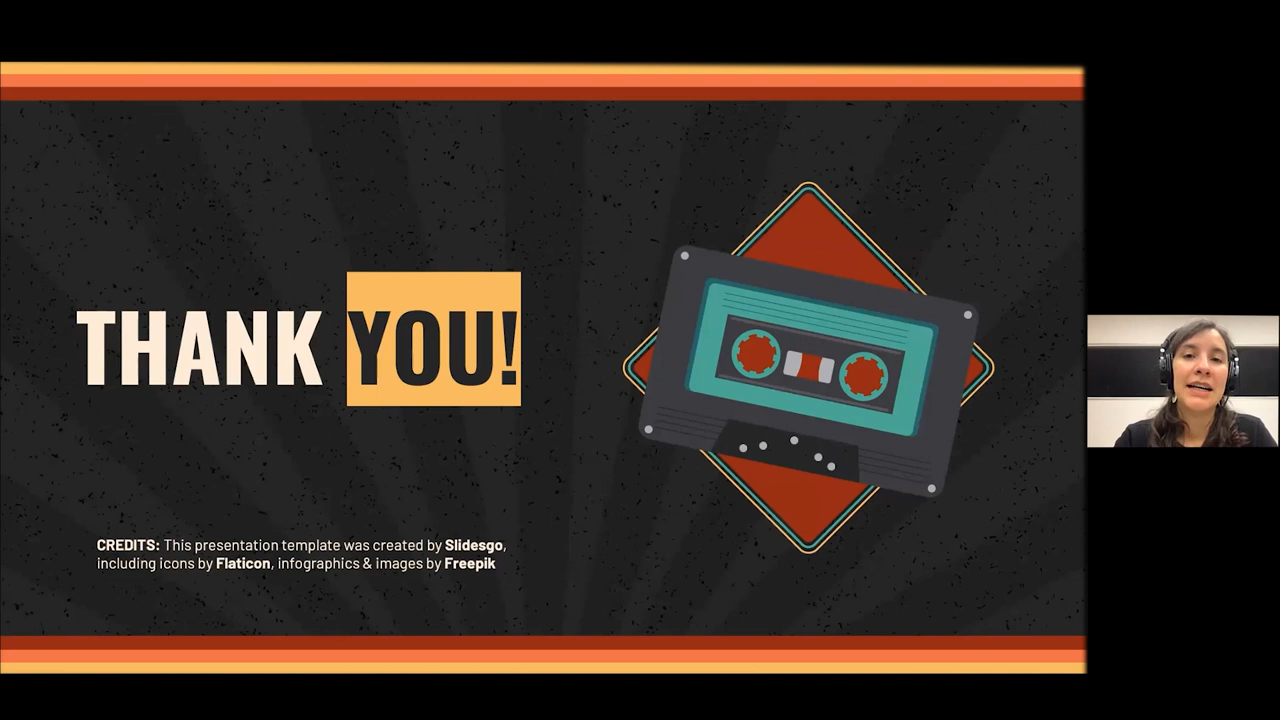 THANK YOU!
CREDITS: This presentation template was created by Slidesgo,
including icons by Flaticon, infographics & images by Freepik